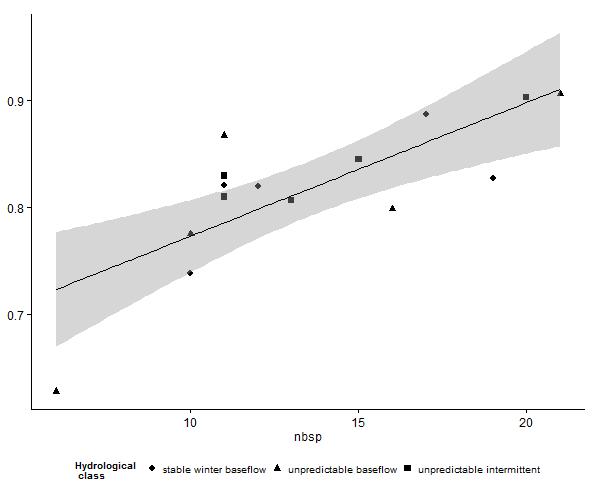 0.9
0.8
0.7
10 15 20
nbsp
Hydrological
class
stable winter baseflow unpredictable baseflow unpredictable intermittent